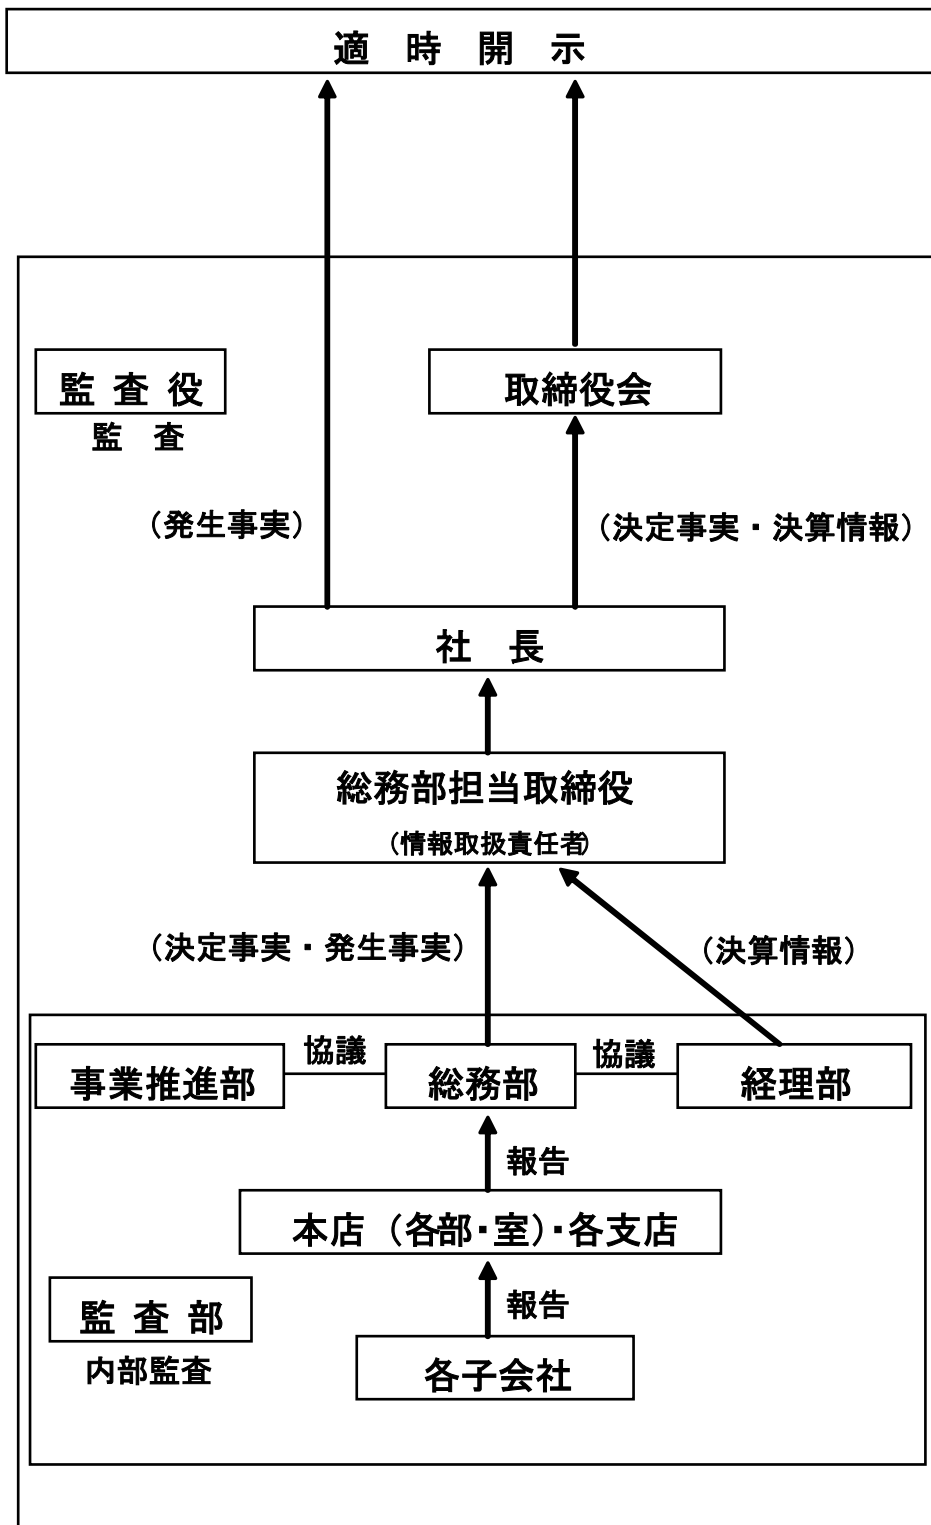 適 時 開 示
監 査 役
監 査
取締役会
（発生事実）
（決定事実・決算情報）
社 長
総務部担当取締役
（情報取扱責任者）
（決定事実・発生事実）
（決算情報）
事業推進部
協議
総務部
協議
経理部
報告
本店（各部・室）・各支店
監 査 部
内部監査
報告
各子会社